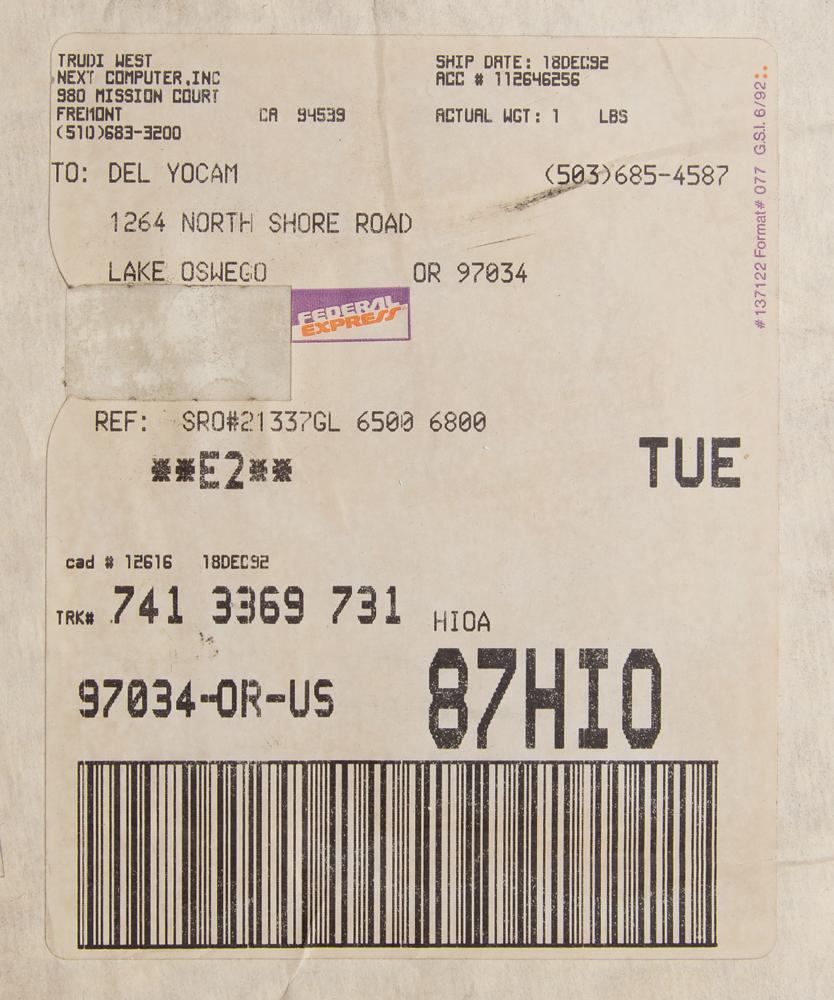 TRUDI WEST
NEXT COMPUTER,INC
980 MISSION COURT
FREMONT CA 94539
(510)683-3200
SHIP DATE: 18DEC92
ACC # 112646256
ACTUAL WGT: 1 LBS
TO: DEL YOCAM (503)685-4587
1264 NORTH SHORE ROAD
LAKE OSWEGO OR 97034
FEDERAL
EXPRESS
REF: SRO#21337GL 6500 6800
**E2**
TUE
cad # 12616 18DEC92
TRK# 741 3369 731
HIOA
97034-OR-US
87HIO
#137122 Format# 077 G.S.I. 6/92